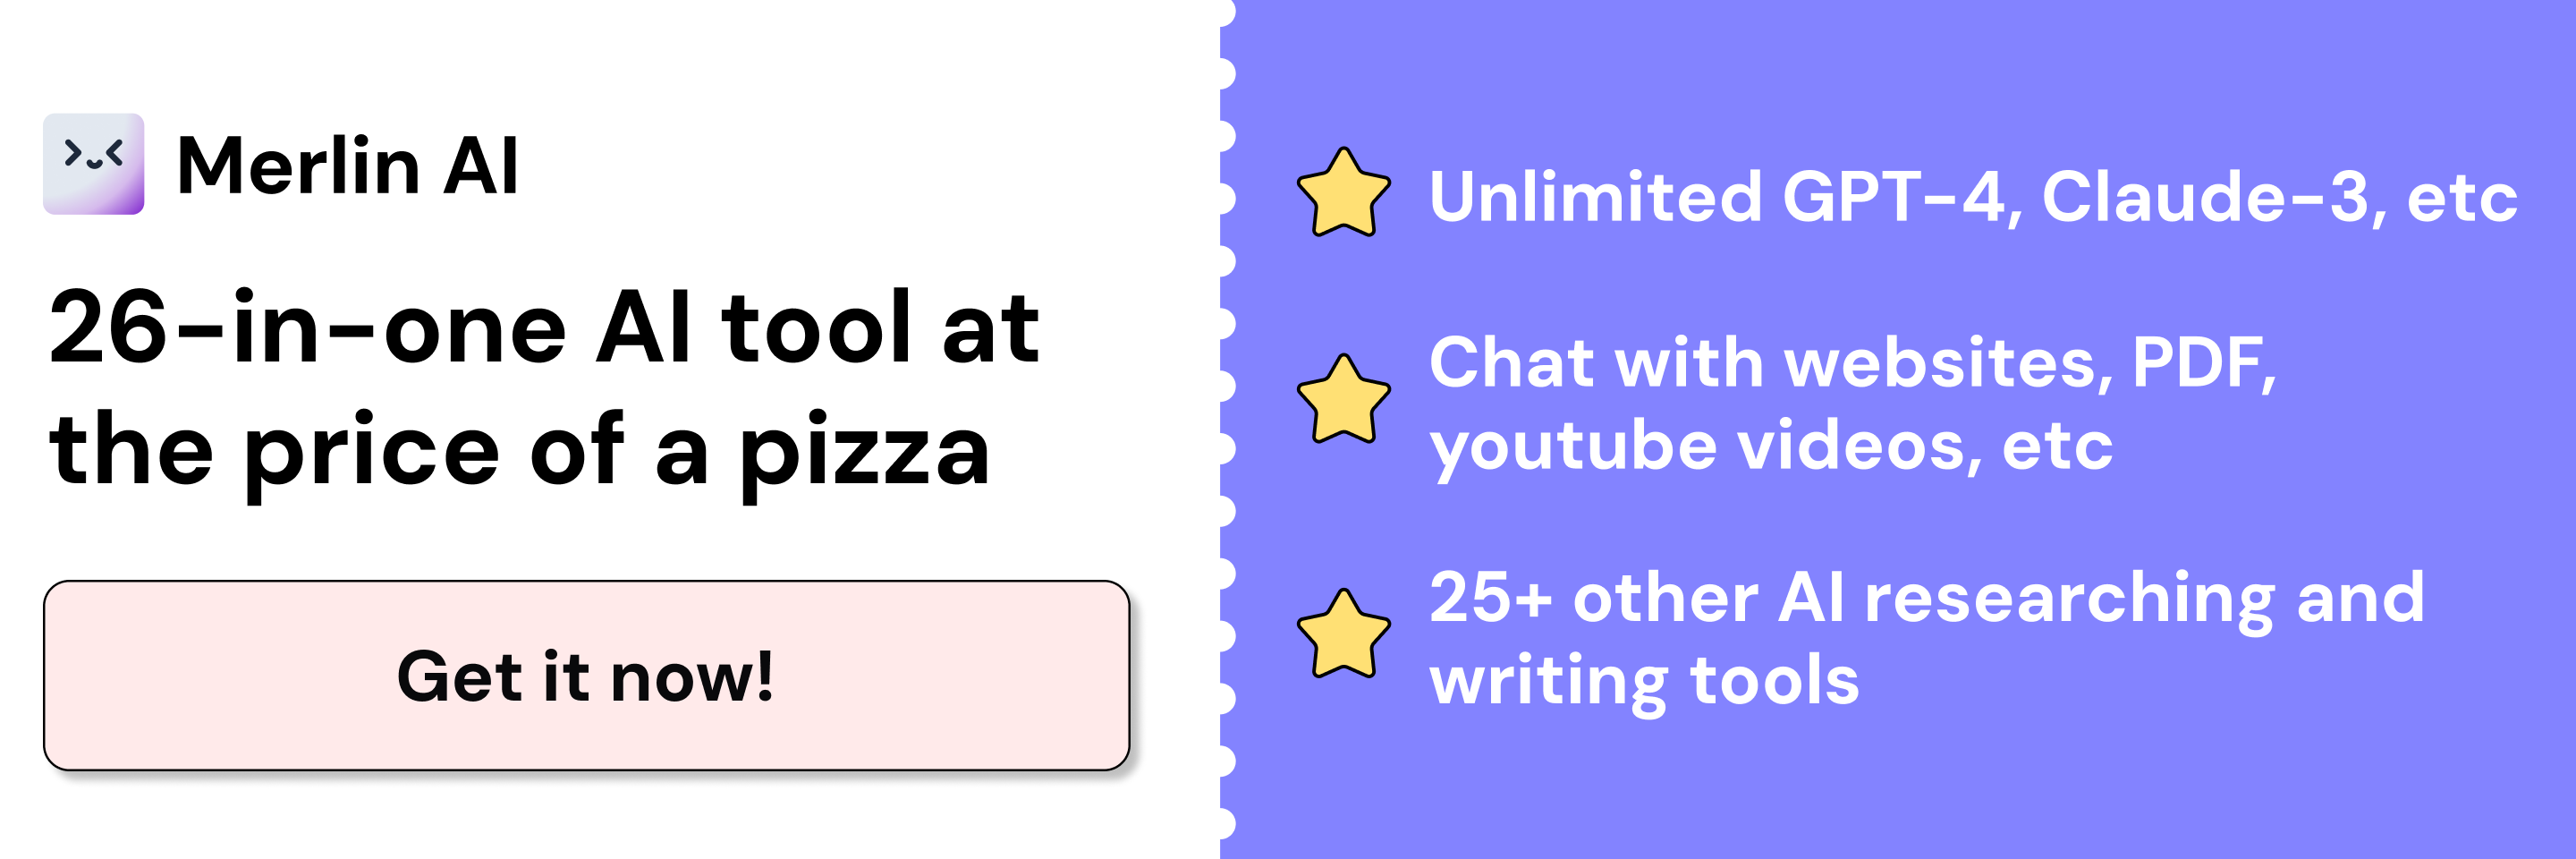 Merlin AI
26-in-one AI tool at
the price of a pizza
Get it now!
Unlimited GPT-4, Claude-3, etc
Chat with websites, PDF,
youtube videos, etc
25+ other AI researching and
writing tools